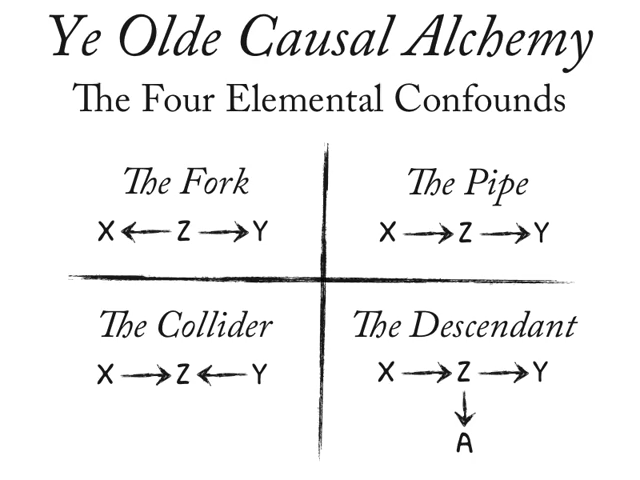 Ye Olde Causal Alchemy
The Four Elemental Confounds
The Fork
X ← Z → Y
The Pipe
X → Z → Y
The Collider
X → Z ← Y
The Descendant
X → Z → Y
↓
A